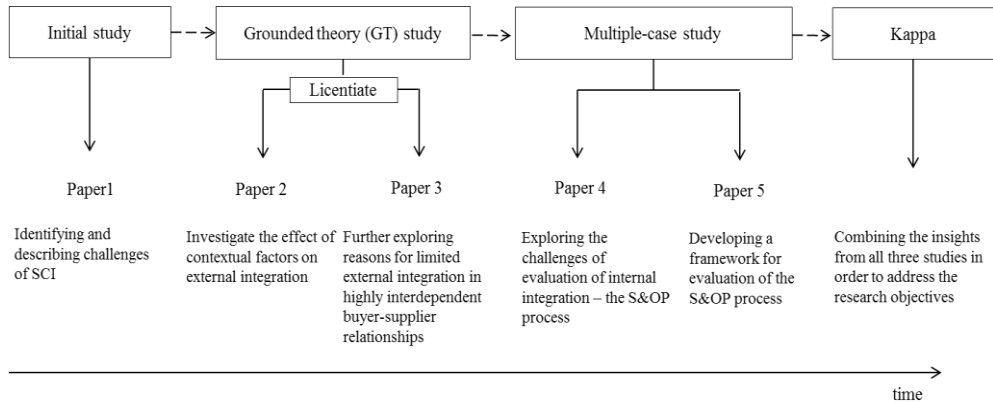 Initial study
Grounded theory (GT) study
Multiple-case study
Kappa
Licentiate
Paper1
Paper 2
Paper 3
Paper 4
Paper 5
Identifying and
describing challenges
of SCI
Investigate the effect of
contextual factors on
external integration
Further exploring
reasons for limited
external integration in
highly interdependent
buyer-supplier
relationships
Exploring the
challenges of
evaluation of internal
integration – the S&OP
process
Developing a
framework for
evaluation of the
S&OP process
Combining the insights
from all three studies in
order to address the
research objectives
time